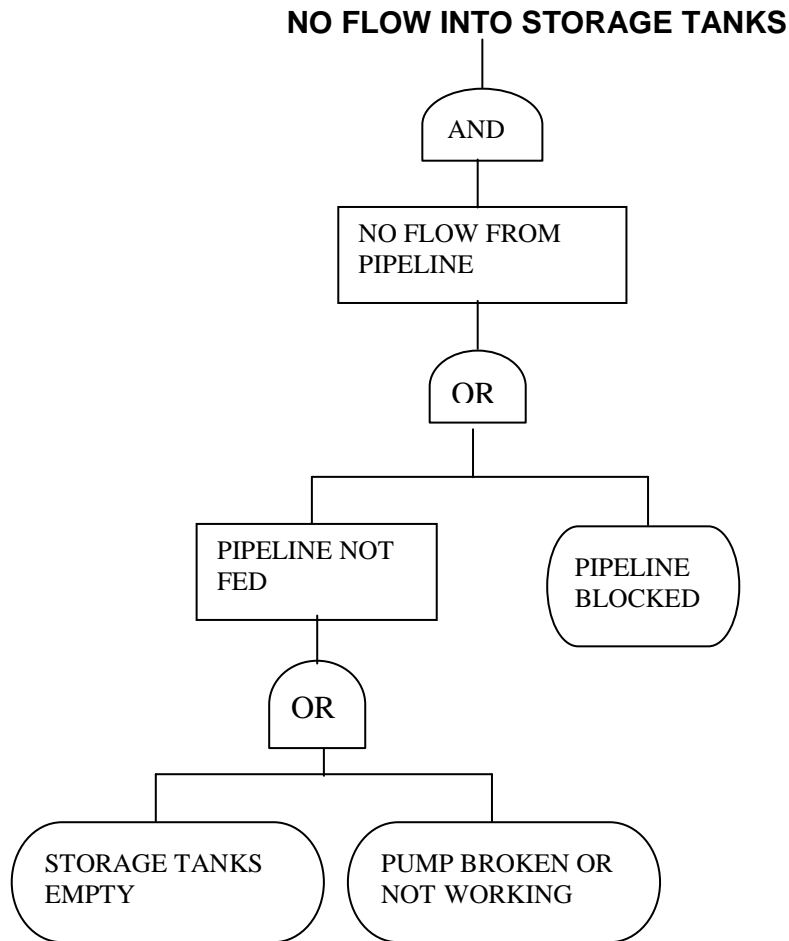 NO FLOW INTO STORAGE TANKS
AND
NO FLOW FROM
PIPELINE
OR
PIPELINE NOT
FED
PIPELINE
BLOCKED
OR
STORAGE TANKS
EMPTY
PUMP BROKEN OR
NOT WORKING